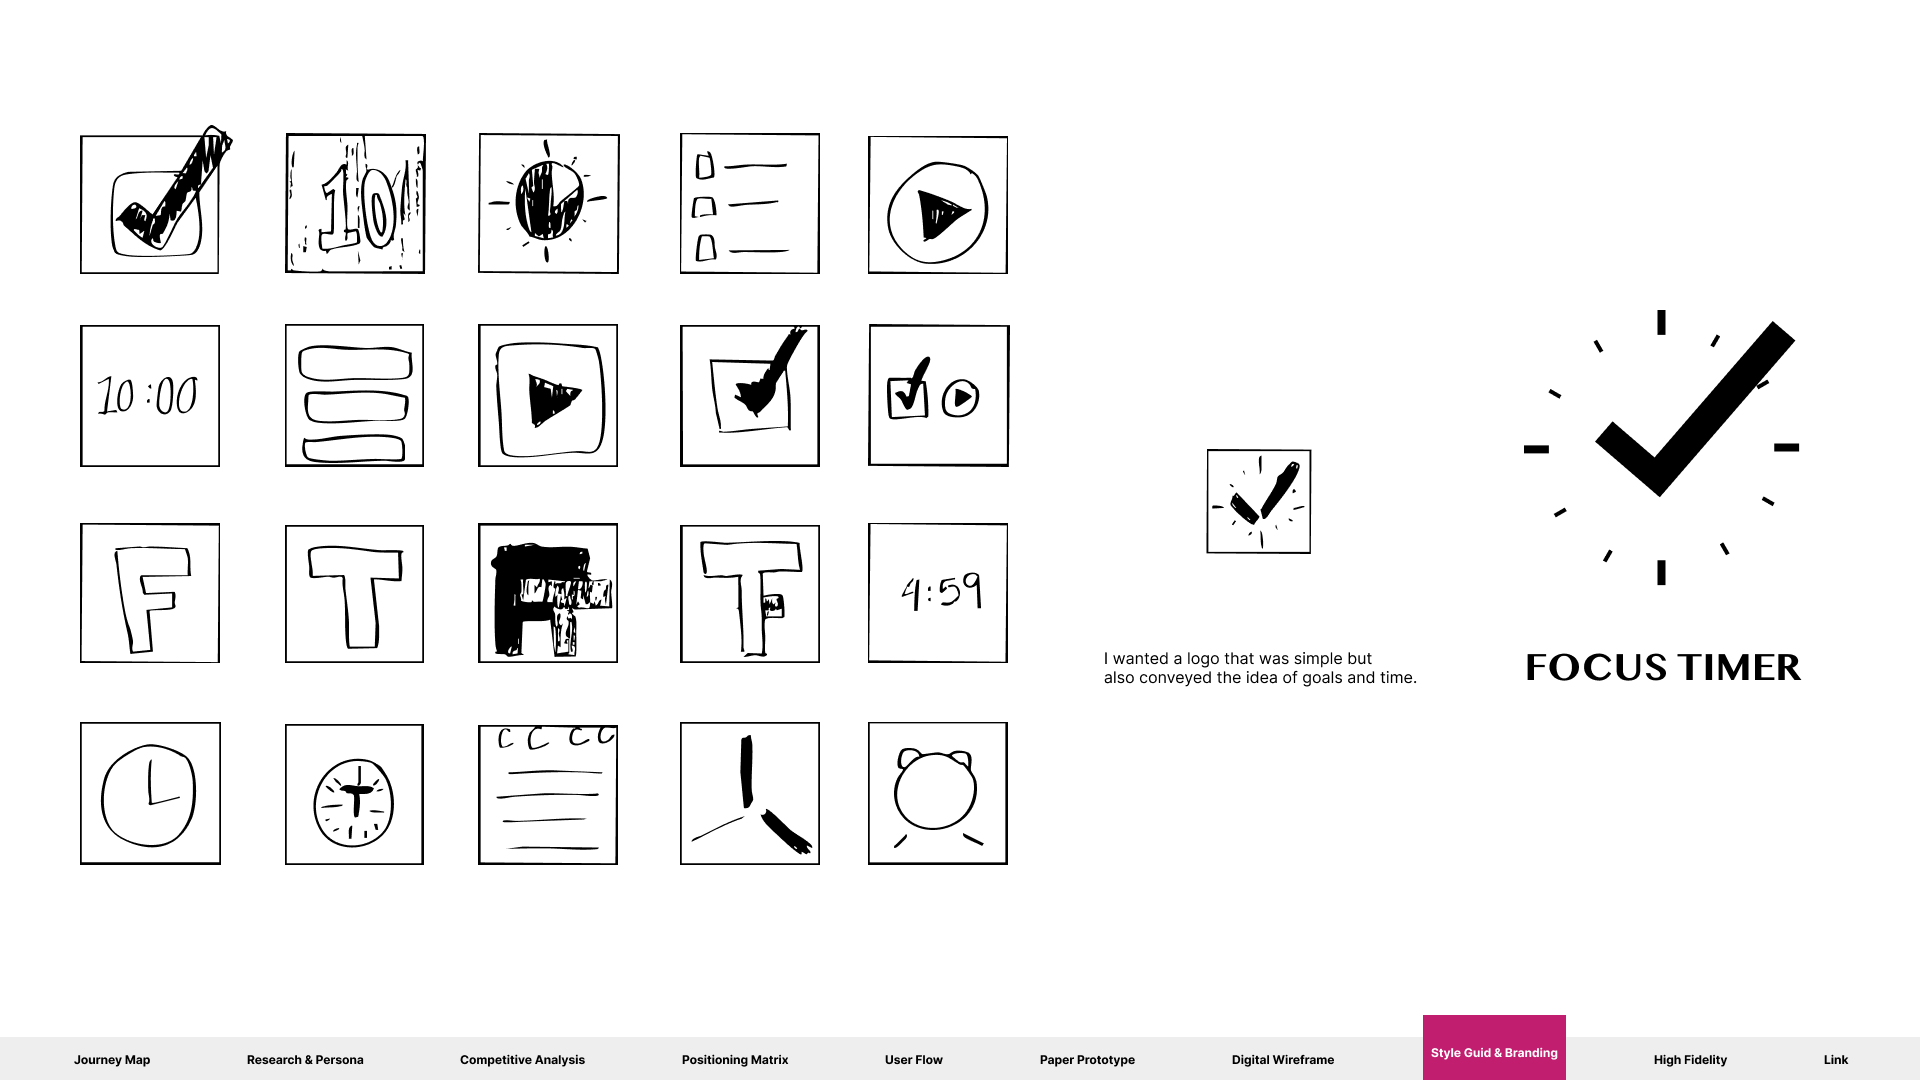 10
10:00
F
T
F
T
4:59
T
I wanted a logo that was simple but
also conveyed the idea of goals and time.
FOCUS TIMER
Journey Map
Research & Persona
Competitive Analysis
Positioning Matrix
User Flow
Paper Prototype
Digital Wireframe
Style Guid & Branding
High Fidelity
Link